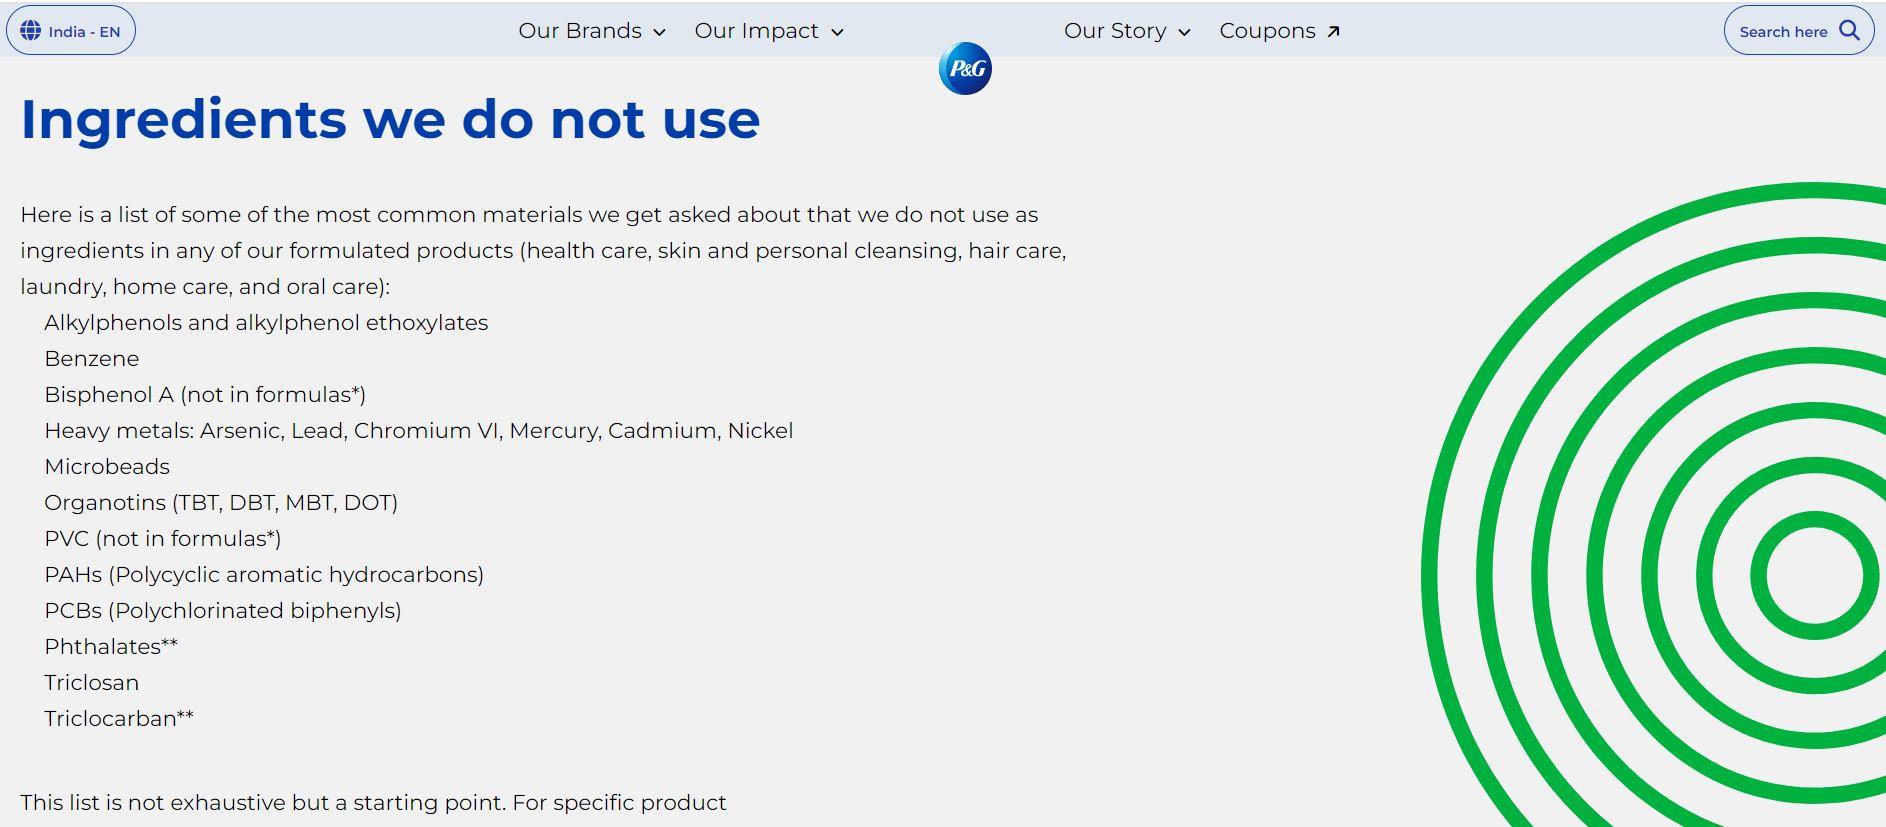 India - EN
Our Brands
Our Impact
P&G
Our Story
Coupons
Search here
Ingredients we do not use
Here is a list of some of the most common materials we get asked about that we do not use as
ingredients in any of our formulated products (health care, skin and personal cleansing, hair care,
laundry, home care, and oral care):
Alkylphenols and alkylphenol ethoxylates
Benzene
Bisphenol A (not in formulas*)
Heavy metals: Arsenic, Lead, Chromium VI, Mercury, Cadmium, Nickel
Microbeads
Organotins (TBT, DBT, MBT, DOT)
PVC (not in formulas*)
PAHs (Polycyclic aromatic hydrocarbons)
PCBs (Polychlorinated biphenyls)
Phthalates**
Triclosan
Triclocarban**
This list is not exhaustive but a starting point. For specific product